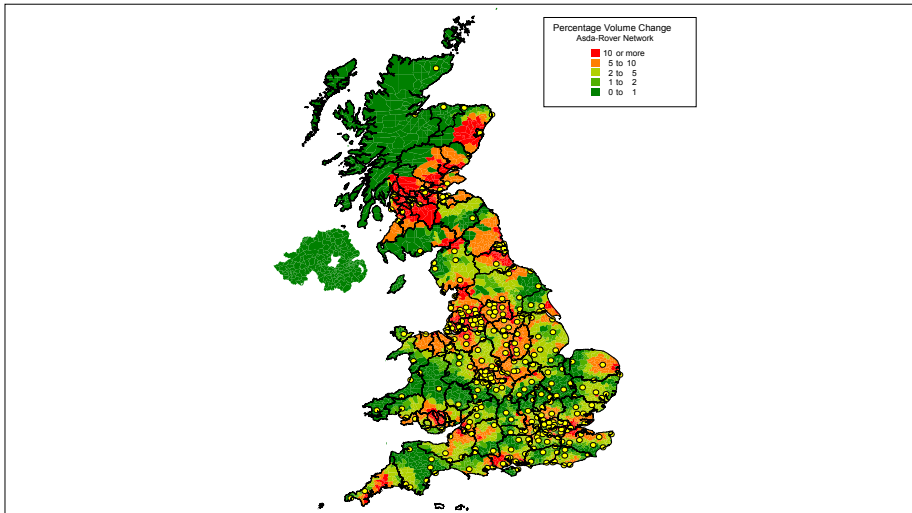 Percentage Volume Change
Asda-Rover Network
10 or more
5 to 10
2 to 5
1 to 2
0 to 1